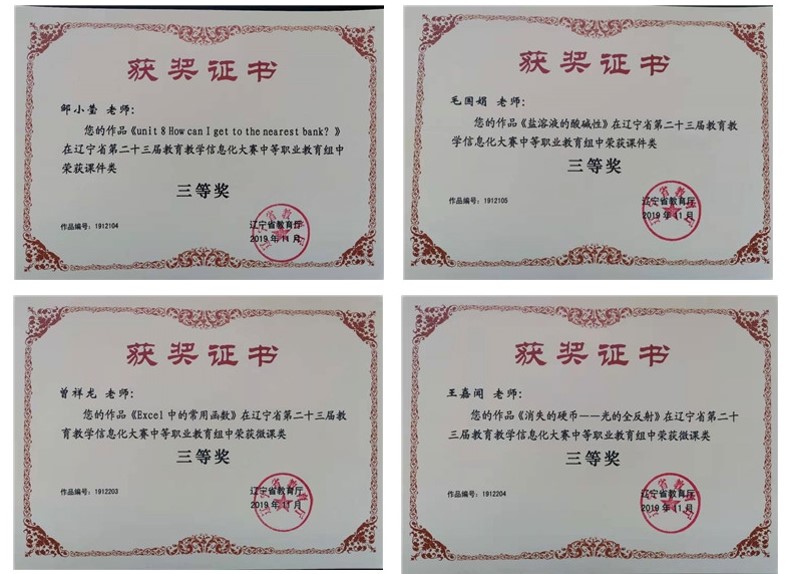 获奖证书
邹小莹 老师：
您的作品《unit 8 How can I get to the nearest bank？》
在辽宁省第二十三届教育教学信息化大赛中等职业教育组中
荣获课件类
三等奖
作品编号：1912104
辽宁省教育厅
2019 年 11 月
获奖证书
毛国娟 老师：
您的作品《盐溶液的酸碱性》在辽宁省第二十三届教育教
学信息化大赛中等职业教育组中荣获课件类
三等奖
作品编号：1912105
辽宁省教育厅
2019 年 11 月
获奖证书
曾祥龙 老师：
您的作品《Excel 中的常用函数》在辽宁省第二十三届教
育教学信息化大赛中等职业教育组中荣获微课类
三等奖
作品编号：1912203
辽宁省教育厅
2019 年 11 月
获奖证书
王嘉闻 老师：
您的作品《消失的硬币——光的全反射》在辽宁省第二十
三届教育教学信息化大赛中等职业教育组中荣获微课类
三等奖
作品编号：1912204
辽宁省教育厅
2019 年 11 月